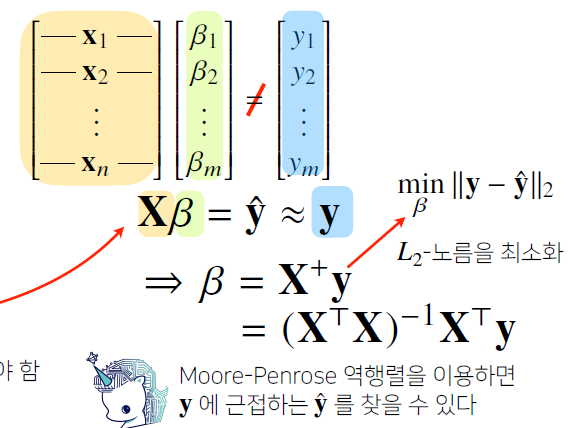 — x₁ — β₁ y₁
— x₂ — β₂ ≠ y₂
⋮ ⋮ ⋮
— xₙ — βₘ yₘ
Xβ = ŷ ≈ y
min ‖y − ŷ‖₂
β
L₂-노름을 최소화
⇒ β = X⁺y
= (X⊤X)⁻¹X⊤y
야 함
Moore-Penrose 역행렬을 이용하면
y 에 근접하는 ŷ 를 찾을 수 있다